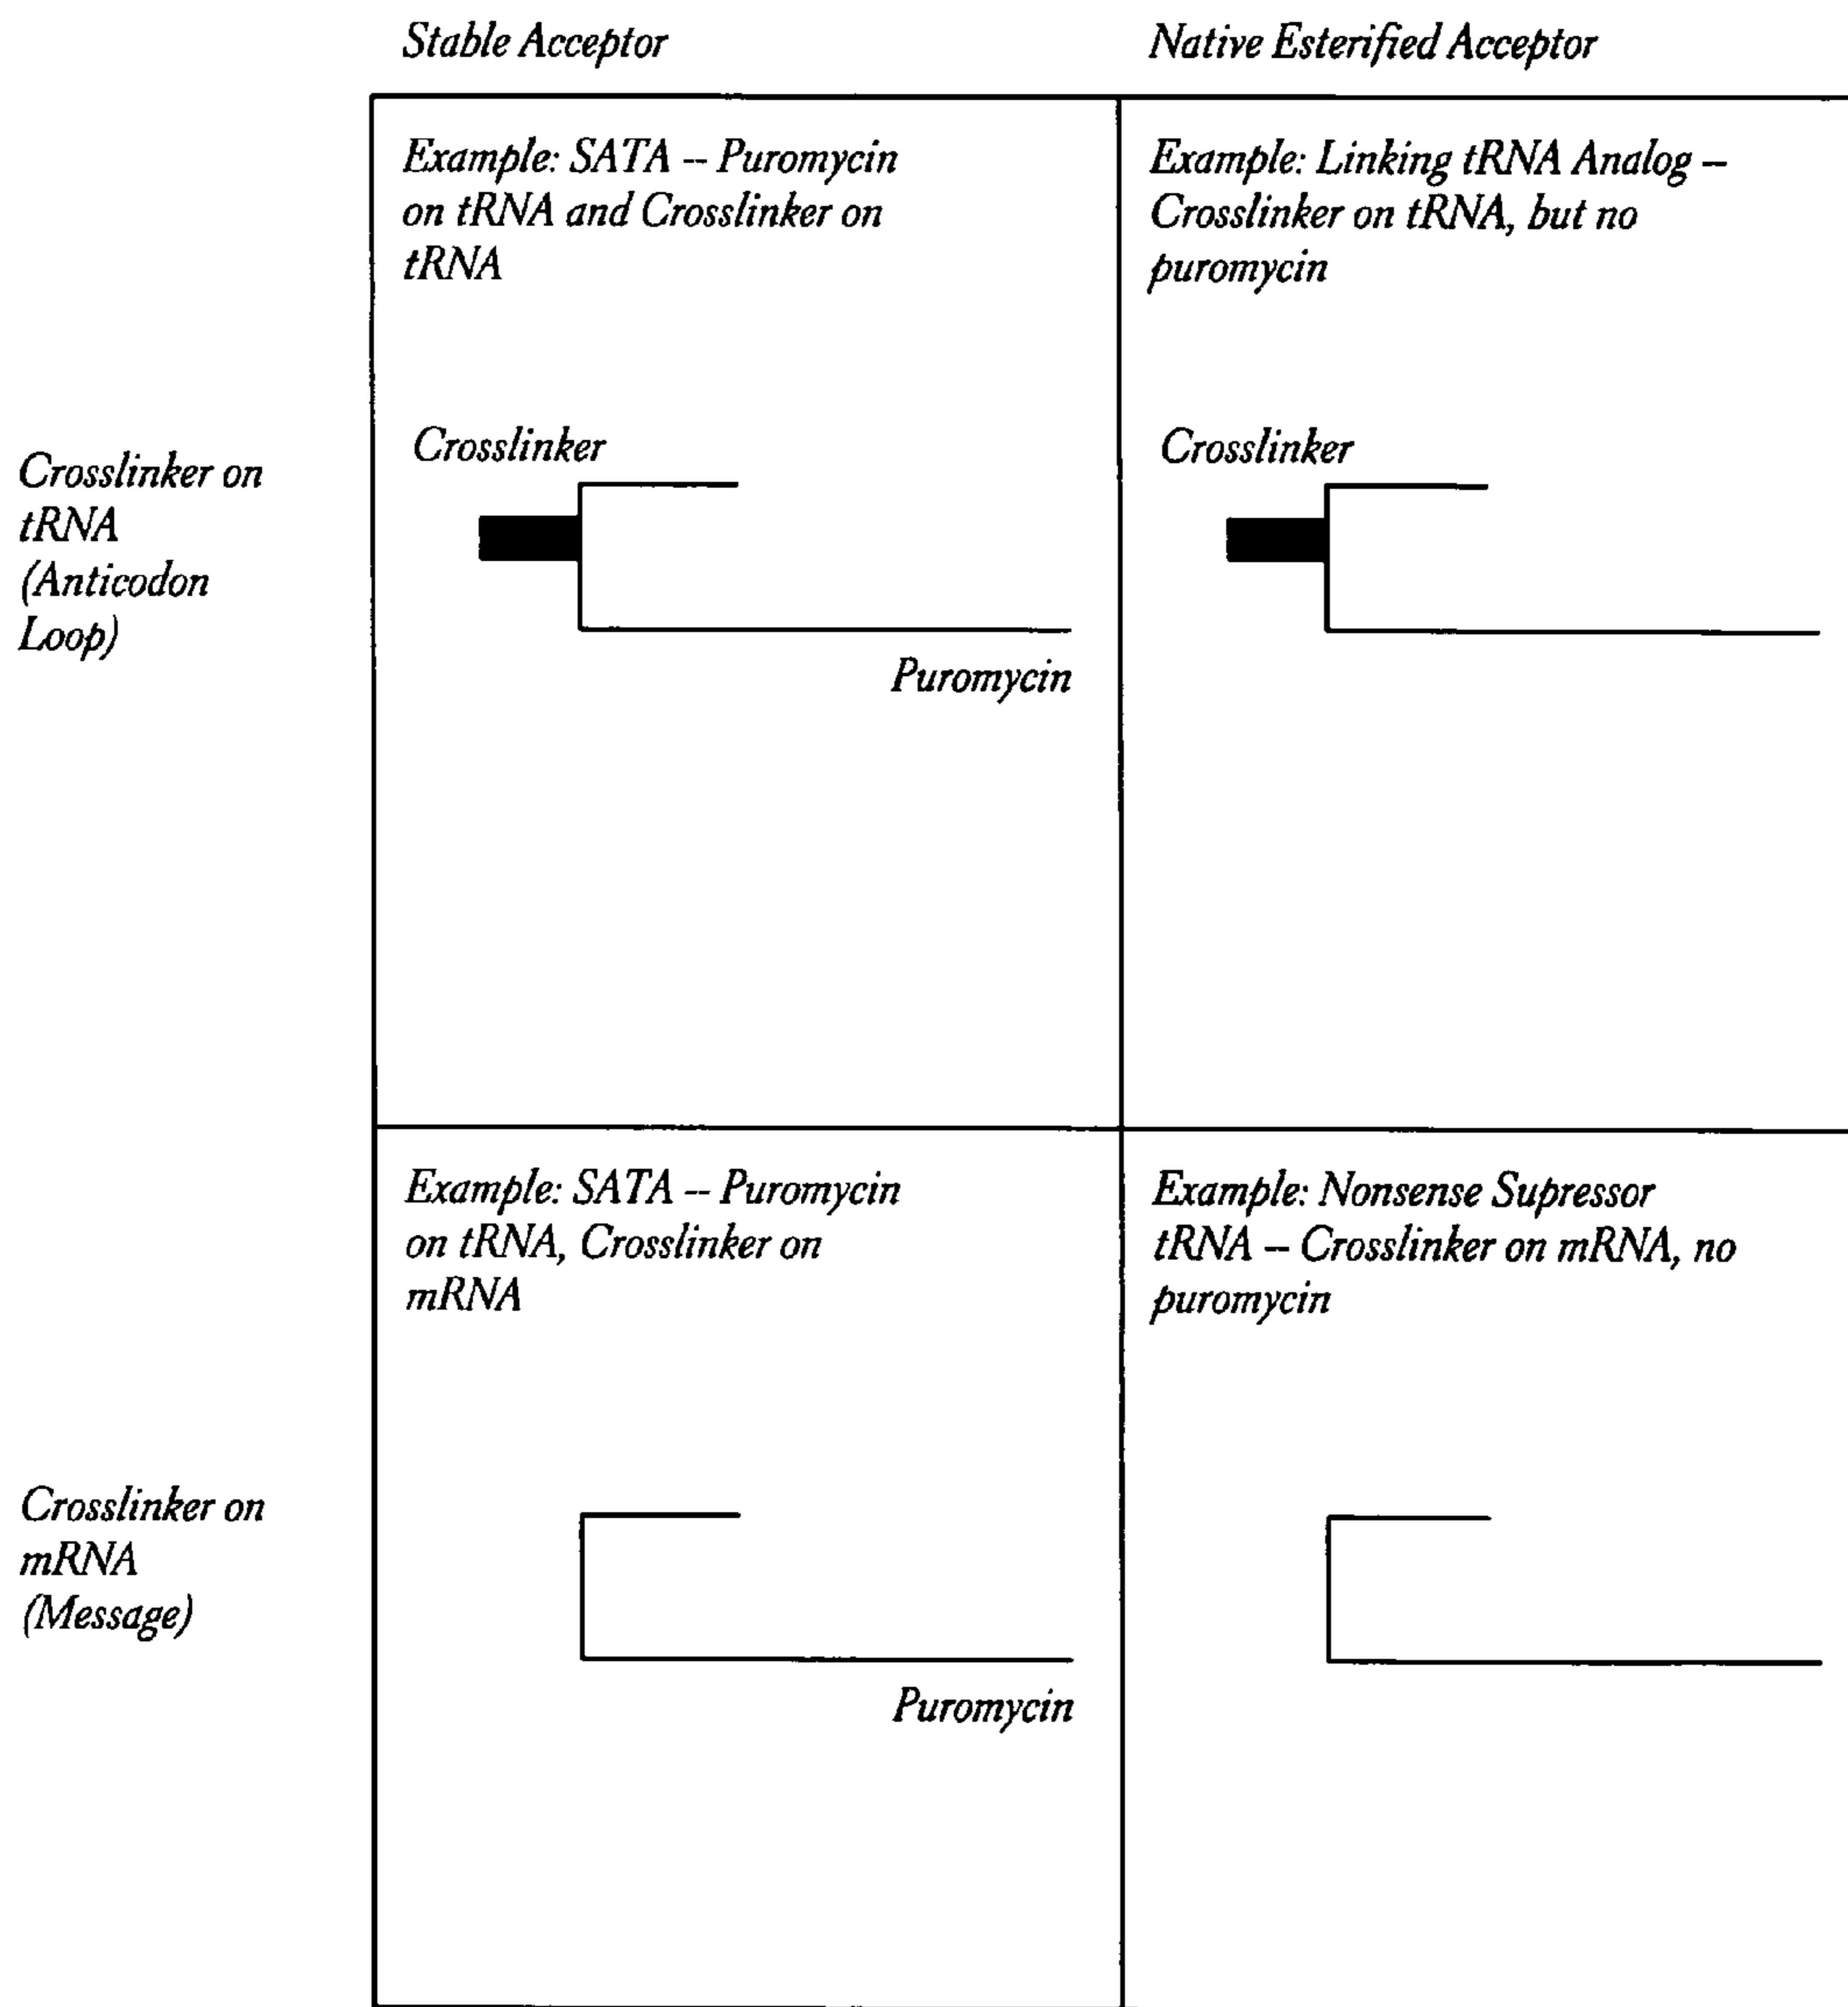 Stable Acceptor
Native Esterified Acceptor
Example: SATA -- Puromycin
on tRNA and Crosslinker on
tRNA
Example: Linking tRNA Analog --
Crosslinker on tRNA, but no
puromycin
Crosslinker on
tRNA
(Anticodon
Loop)
Crosslinker
Puromycin
Crosslinker
Example: SATA -- Puromycin
on tRNA, Crosslinker on
mRNA
Example: Nonsense Supressor
tRNA -- Crosslinker on mRNA, no
puromycin
Crosslinker on
mRNA
(Message)
Puromycin